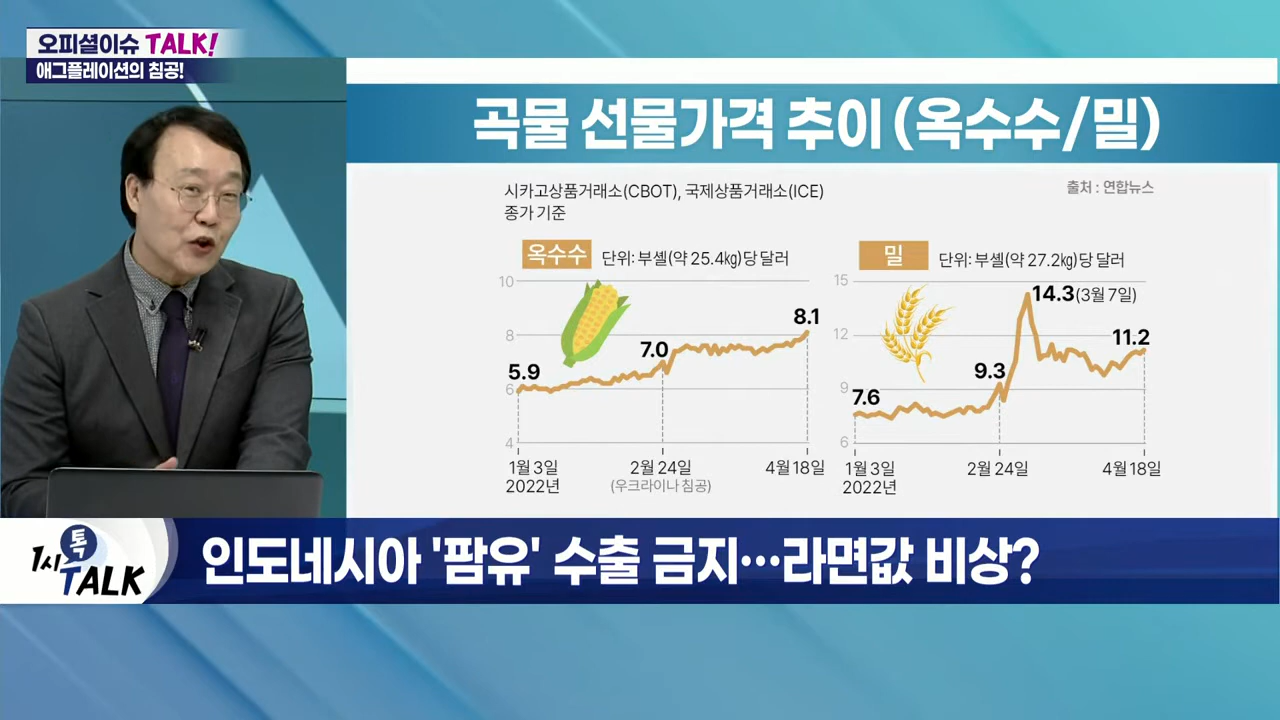 오피셜이슈 TALK!
애그플레이션의 침공!
곡물 선물가격 추이 (옥수수/밀)
시카고상품거래소(CBOT), 국제상품거래소(ICE)
종가 기준
출처 : 연합뉴스
옥수수 단위: 부셸(약 25.4㎏)당 달러
10
8
6
4
5.9
7.0
8.1
1월 3일
2022년
2월 24일
(우크라이나 침공)
4월 18일
밀 단위: 부셸(약 27.2㎏)당 달러
15
12
9
6
7.6
9.3
14.3(3월 7일)
11.2
1월 3일
2022년
2월 24일
4월 18일
1시 톡
TALK
인도네시아 '팜유' 수출 금지…라면값 비상?